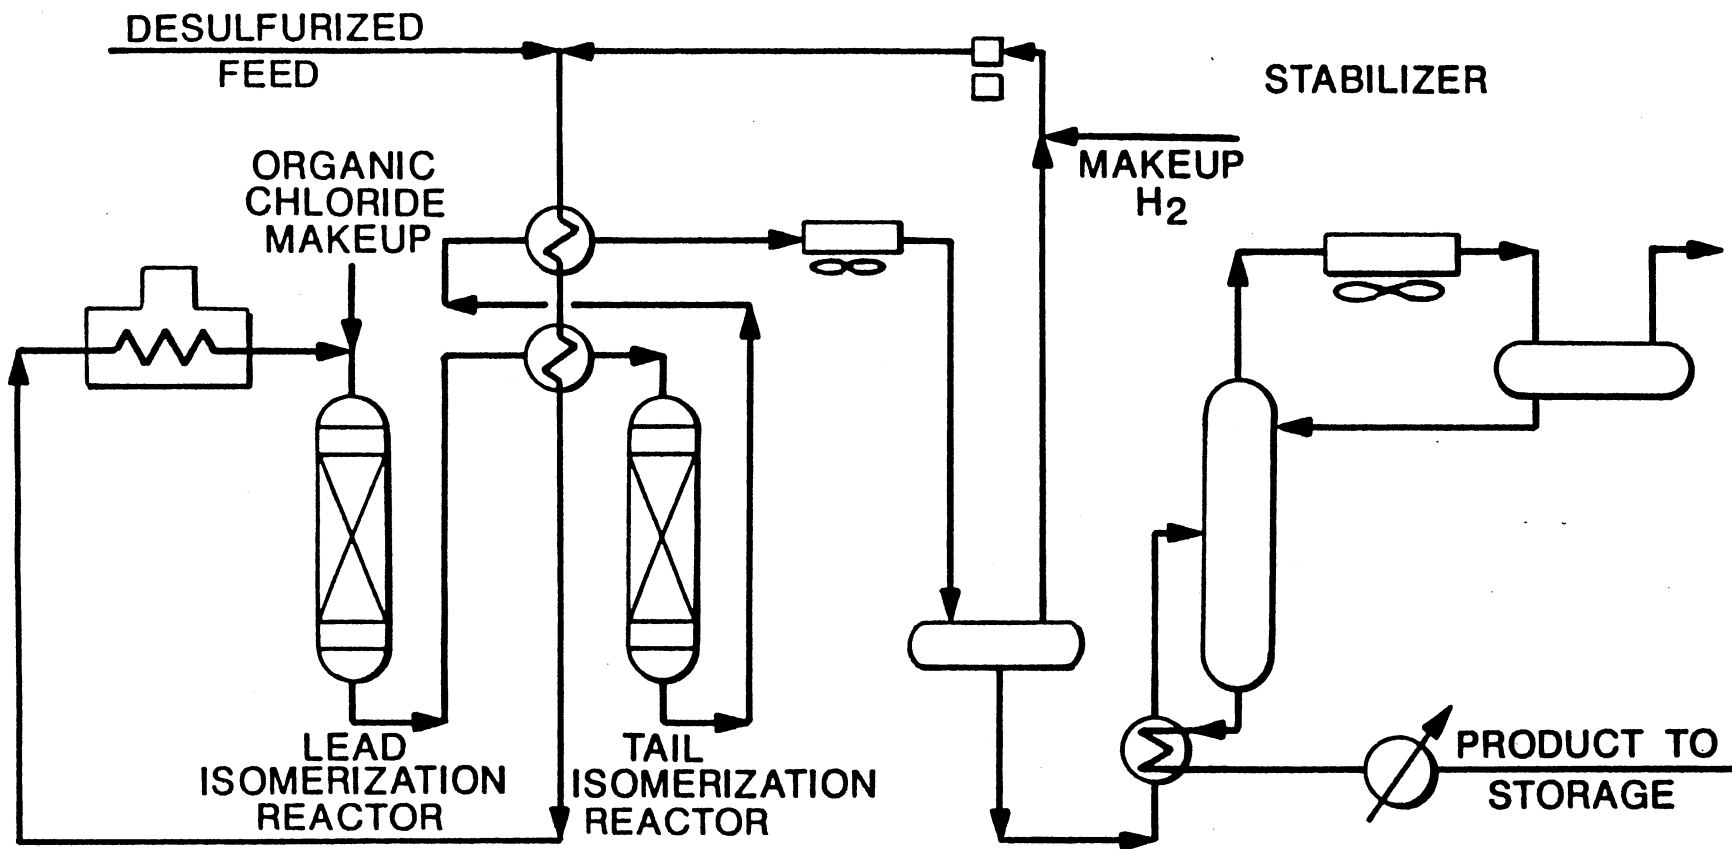 DESULFURIZED
FEED
STABILIZER
ORGANIC
CHLORIDE
MAKEUP
MAKEUP
H2
LEAD
ISOMERIZATION
REACTOR
TAIL
ISOMERIZATION
REACTOR
PRODUCT TO
STORAGE